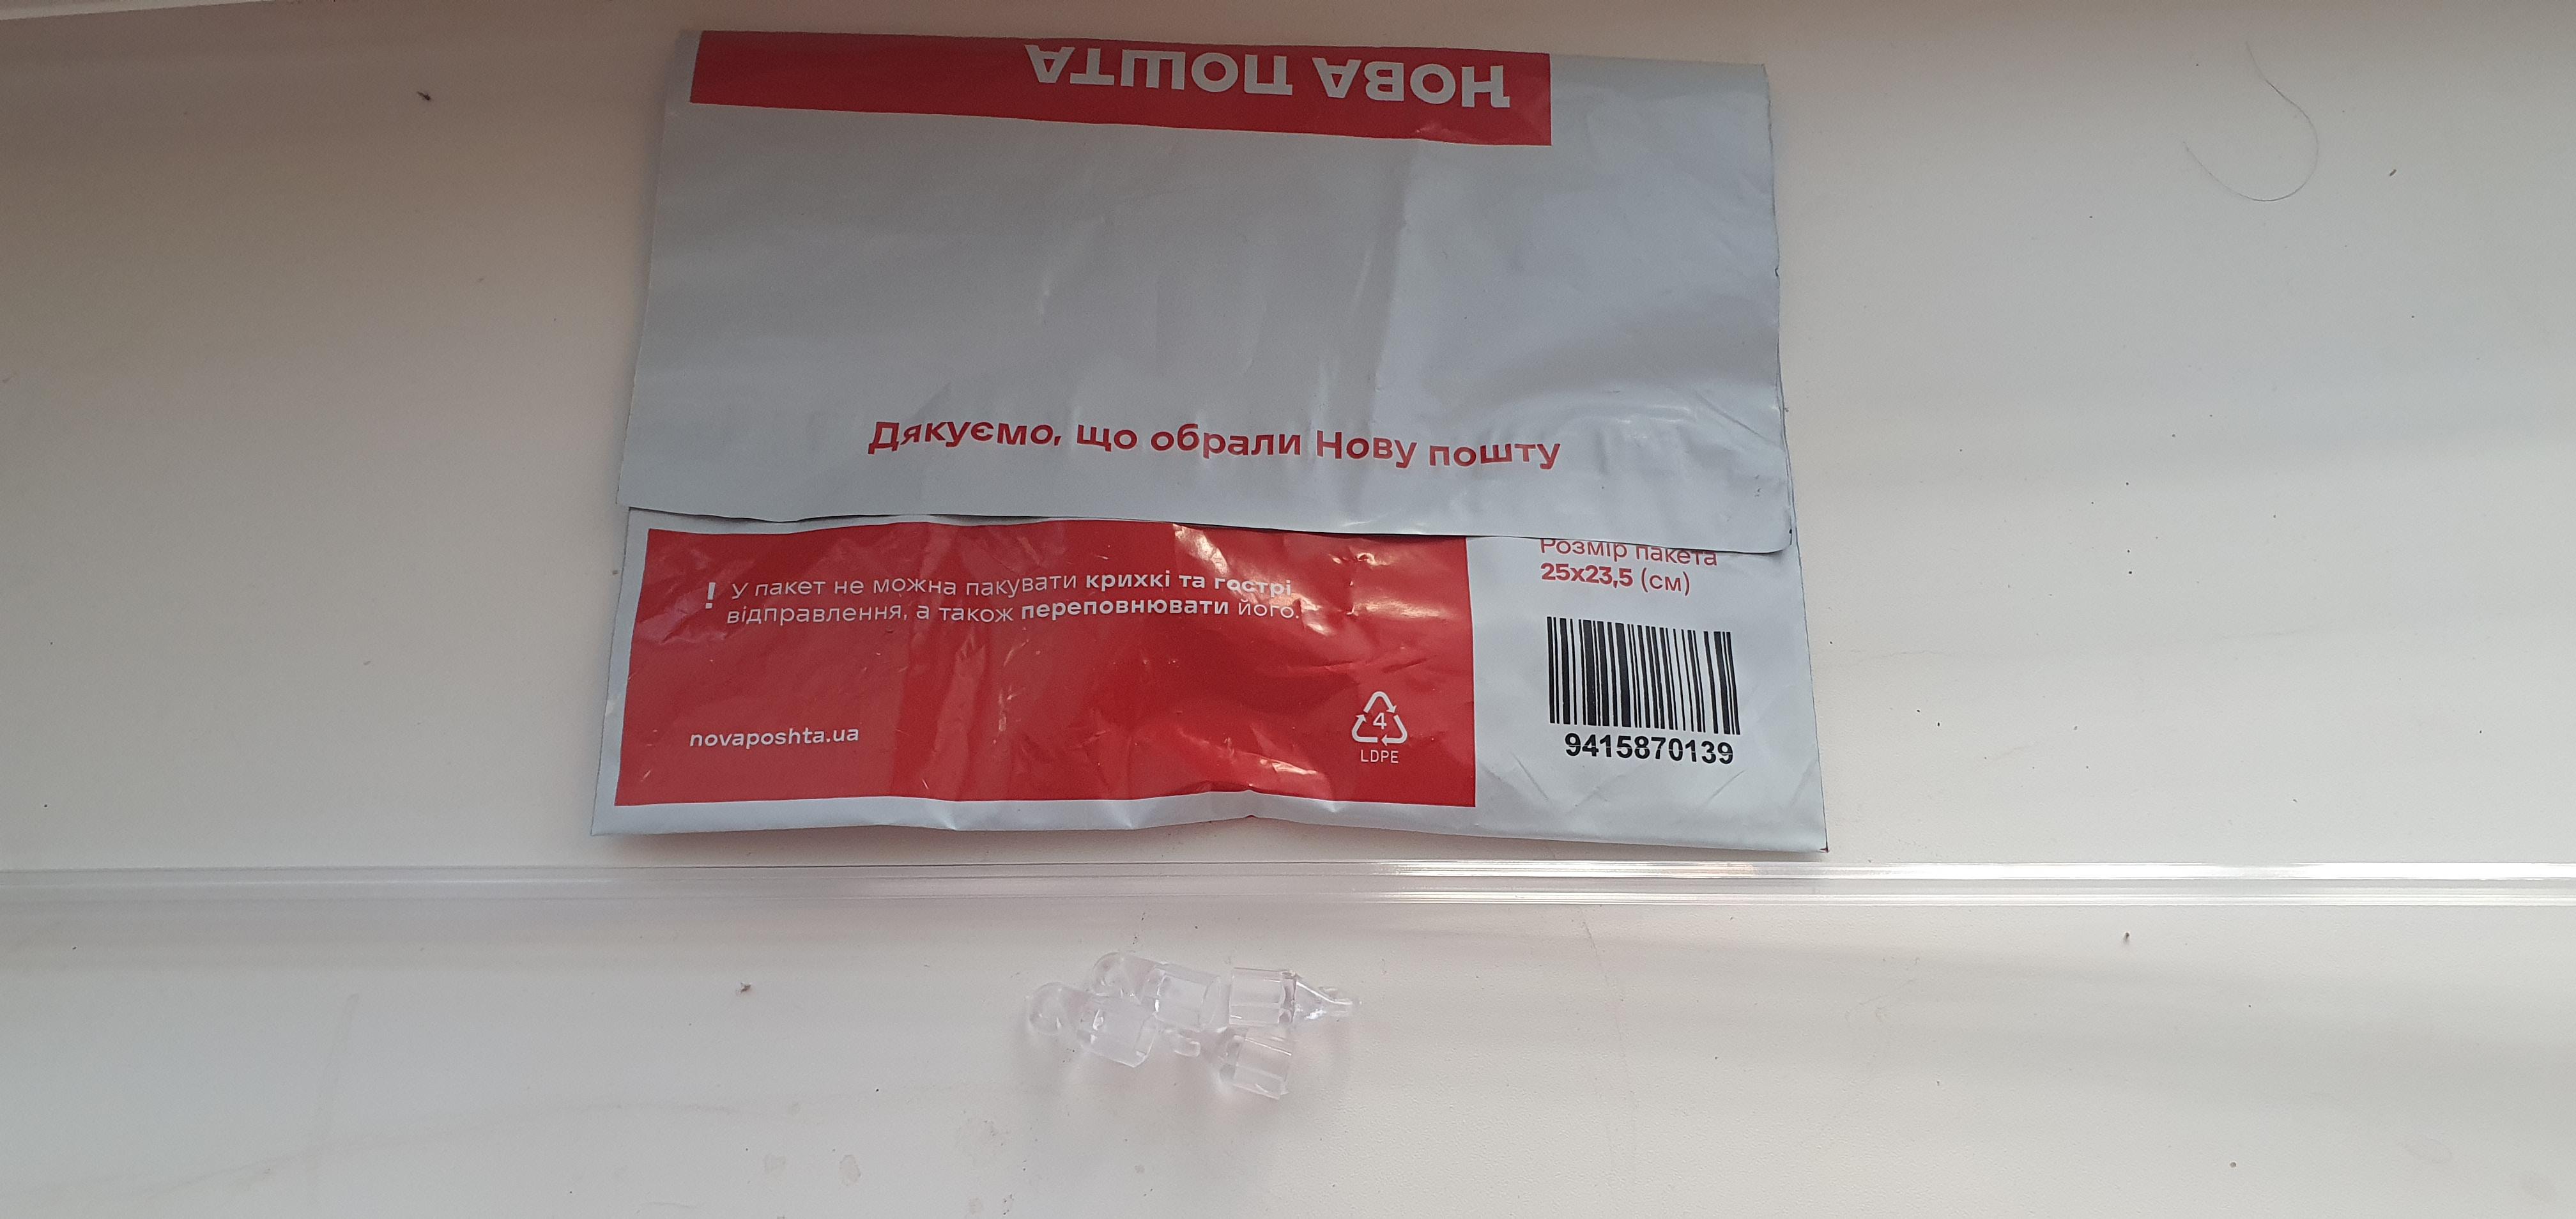 НОВА ПОШТА
Дякуємо, що обрали Нову пошту
! У пакет не можна пакувати крихкі та гострі
відправлення, а також переповнювати його.
novaposhta.ua
4
LDPE
Розмір пакета
25x23,5 (см)
9415870139